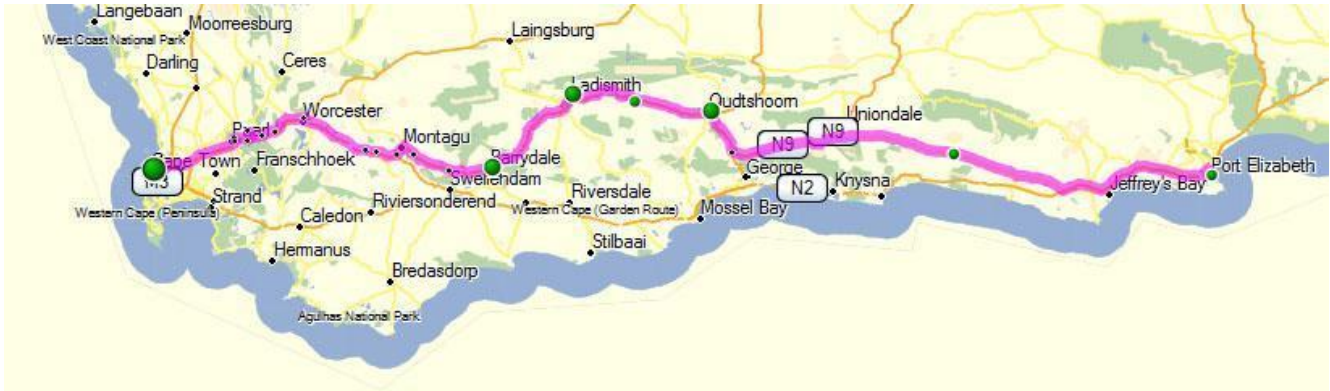 Langebaan
Moorreesburg
West Coast National Park
Laingsburg
Darling
Ceres
Ladismith
Worcester
Oudtshoorn
Uniondale
Paarl
N9
N9
Montagu
Cape Town
Franschhoek
Barrydale
George
Port Elizabeth
M3
N2
Knysna
Jeffrey's Bay
Strand
Swellendam
Riversdale
Western Cape (Peninsula)
Riviersonderend
Western Cape (Garden Route)
Mossel Bay
Caledon
Hermanus
Stilbaai
Bredasdorp
Agulhas National Park